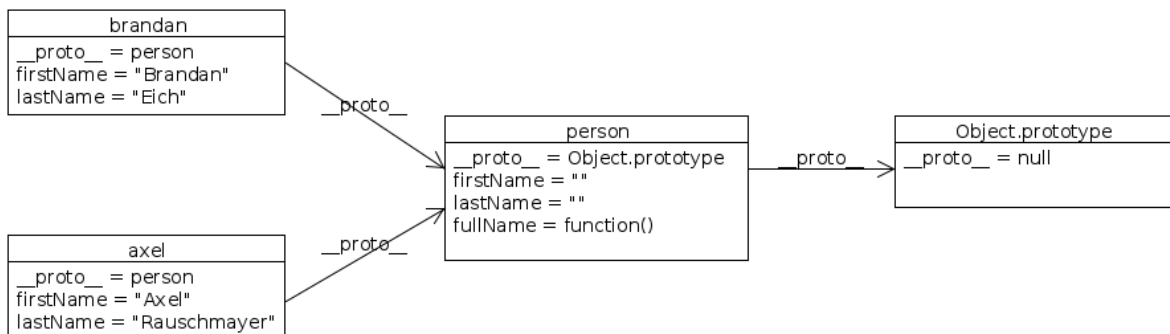 brandan
__proto__ = person
firstName = "Brandan"
lastName = "Eich"
__proto__
person
__proto__ = Object.prototype
firstName = ""
lastName = ""
fullName = function()
__proto__
Object.prototype
__proto__ = null
__proto__
axel
__proto__ = person
firstName = "Axel"
lastName = "Rauschmayer"